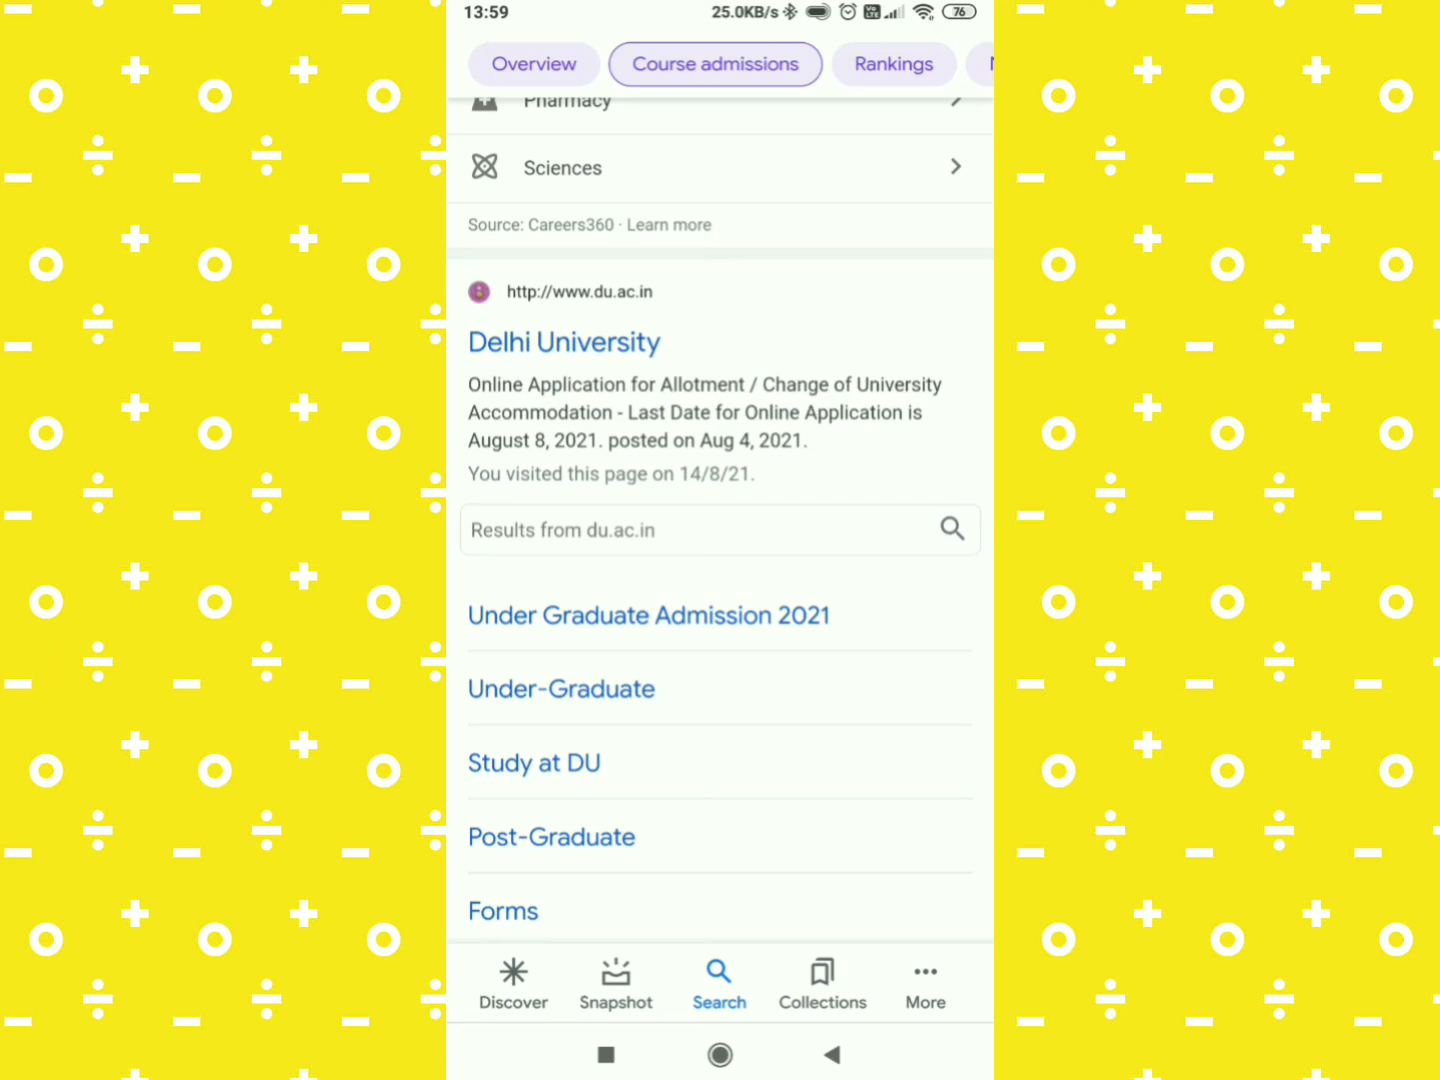 13:59 25.0KB/s 76
Overview Course admissions Rankings
Pharmacy
Sciences
Source: Careers360 · Learn more
http://www.du.ac.in
Delhi University
Online Application for Allotment / Change of University
Accommodation - Last Date for Online Application is
August 8, 2021. posted on Aug 4, 2021.
You visited this page on 14/8/21.
Results from du.ac.in
Under Graduate Admission 2021
Under-Graduate
Study at DU
Post-Graduate
Forms
Discover Snapshot Search Collections More